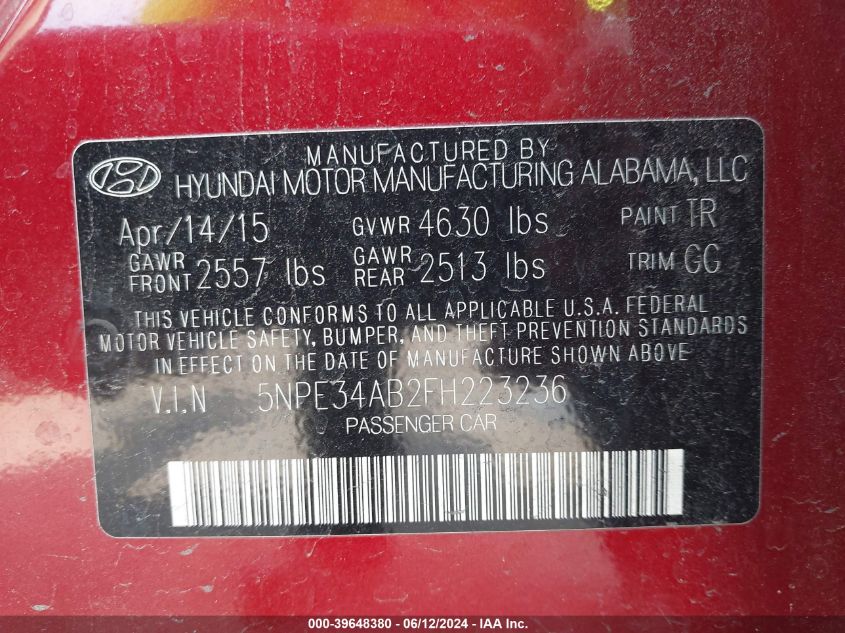 MANUFACTURED BY
HYUNDAI MOTOR MANUFACTURING ALABAMA, LLC
Apr/14/15 GVWR 4630 lbs PAINT TR
GAWR FRONT 2557 lbs GAWR REAR 2513 lbs TRIM GG
THIS VEHICLE CONFORMS TO ALL APPLICABLE U.S.A. FEDERAL
MOTOR VEHICLE SAFETY, BUMPER, AND THEFT PREVENTION STANDARDS
IN EFFECT ON THE DATE OF MANUFACTURE SHOWN ABOVE
V.I.N 5NPE34AB2FH223236
PASSENGER CAR
000-39648380 - 06/12/2024 - IAA Inc.